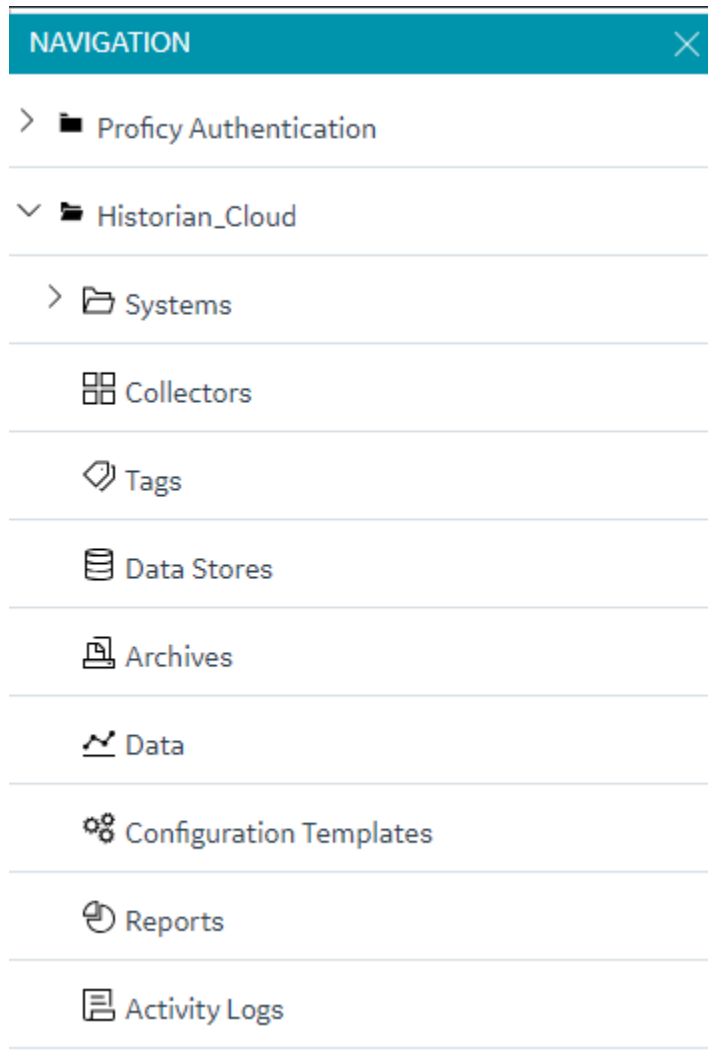 NAVIGATION
Proficy Authentication
Historian_Cloud
Systems
Collectors
Tags
Data Stores
Archives
Data
Configuration Templates
Reports
Activity Logs